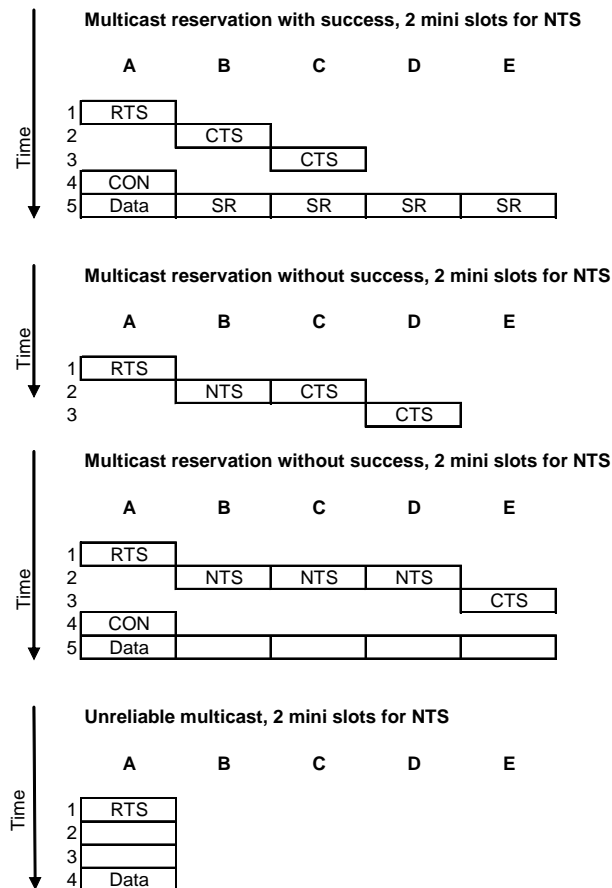 Multicast reservation with success, 2 mini slots for NTS
A B C D E
1 RTS
2 CTS
3 CTS
4 CON
5 Data SR SR SR SR
Time
Multicast reservation without success, 2 mini slots for NTS
A B C D E
1 RTS
2 NTS CTS
3 CTS
Time
Multicast reservation without success, 2 mini slots for NTS
A B C D E
1 RTS
2 NTS NTS NTS
3 CTS
4 CON
5 Data
Time
Unreliable multicast, 2 mini slots for NTS
A B C D E
1 RTS
2
3
4 Data
Time